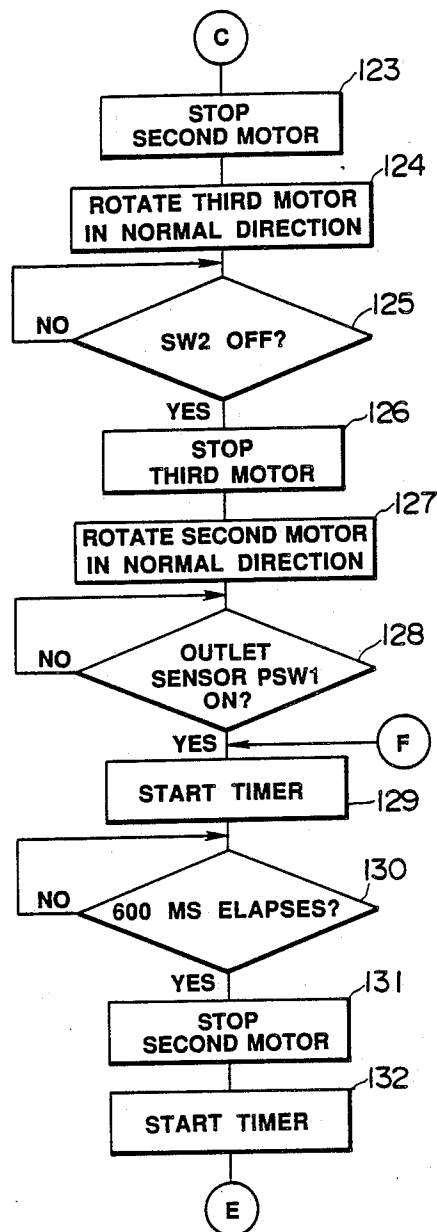 C
123
STOP
SECOND MOTOR
124
ROTATE THIRD MOTOR
IN NORMAL DIRECTION
125
NO
SW2 OFF?
YES
126
STOP
THIRD MOTOR
127
ROTATE SECOND MOTOR
IN NORMAL DIRECTION
128
NO
OUTLET
SENSOR PSW1
ON?
YES
F
START TIMER
129
130
NO
600 MS ELAPSES?
YES
131
STOP
SECOND MOTOR
132
START TIMER
E